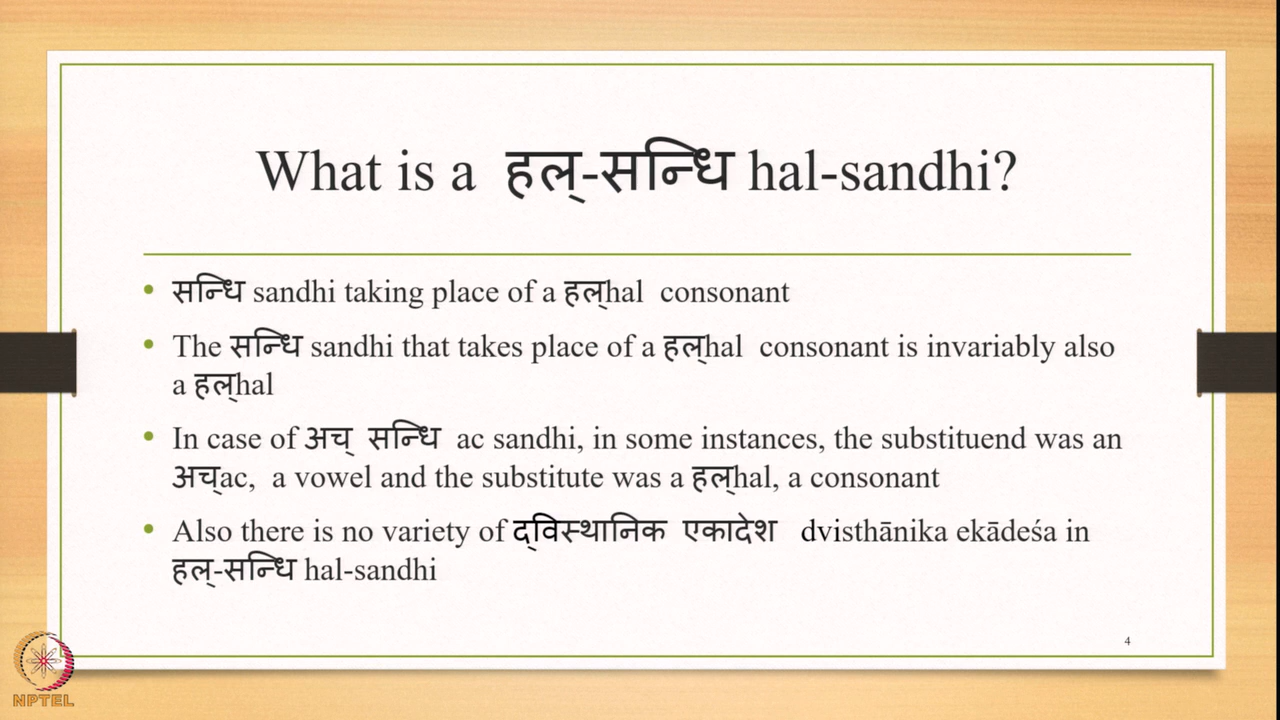 What is a हल्-सन्धि hal-sandhi?
• सन्धि sandhi taking place of a हल्hal consonant
• The सन्धि sandhi that takes place of a हल्hal consonant is invariably also
a हल्hal
• In case of अच् सन्धि ac sandhi, in some instances, the substituend was an
अच्ac, a vowel and the substitute was a हल्hal, a consonant
• Also there is no variety of द्विस्थानिक एकादेश dvisthānika ekādeśa in
हल्-सन्धि hal-sandhi
4
NPTEL